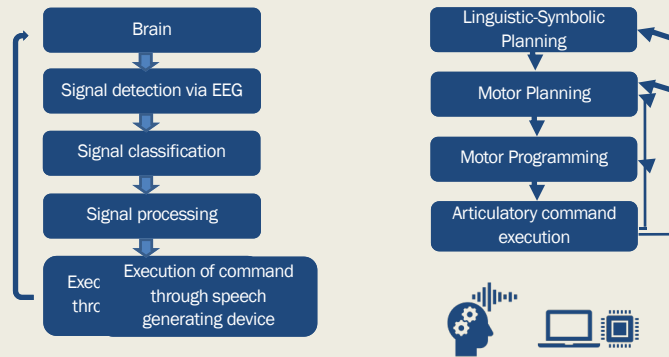 Brain
Signal detection via EEG
Signal classification
Signal processing
Exec
thro
Execution of command
through speech
generating device
Linguistic-Symbolic
Planning
Motor Planning
Motor Programming
Articulatory command
execution